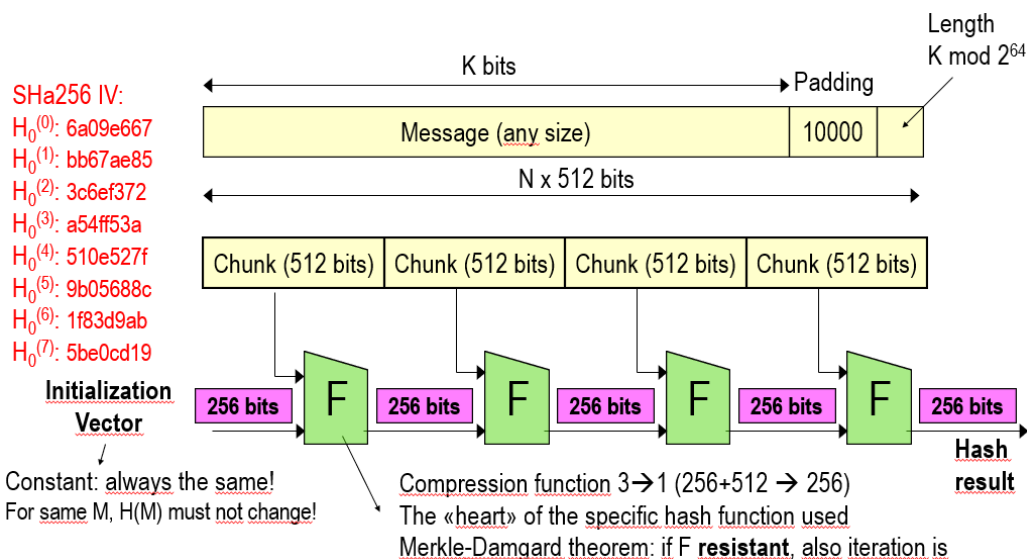 Length
K mod 2^64
K bits
Padding
SHa256 IV:
H0(0): 6a09e667
H0(1): bb67ae85
H0(2): 3c6ef372
H0(3): a54ff53a
H0(4): 510e527f
H0(5): 9b05688c
H0(6): 1f83d9ab
H0(7): 5be0cd19
Message (any size)
10000
N x 512 bits
Chunk (512 bits) Chunk (512 bits) Chunk (512 bits) Chunk (512 bits)
Initialization
Vector
256 bits F 256 bits F 256 bits F 256 bits F 256 bits
Hash
result
Constant: always the same!
For same M, H(M) must not change!
Compression function 3→1 (256+512 → 256)
The «heart» of the specific hash function used
Merkle-Damgard theorem: if F resistant, also iteration is